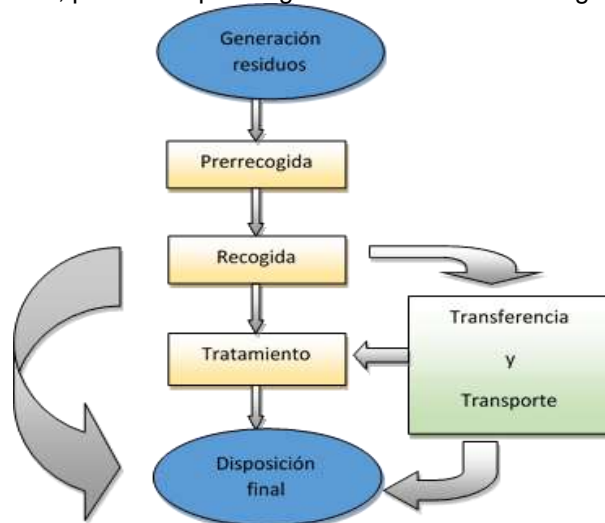 Generación
residuos
Prerrecogida
Recogida
Transferencia
y
Transporte
Tratamiento
Disposición
final